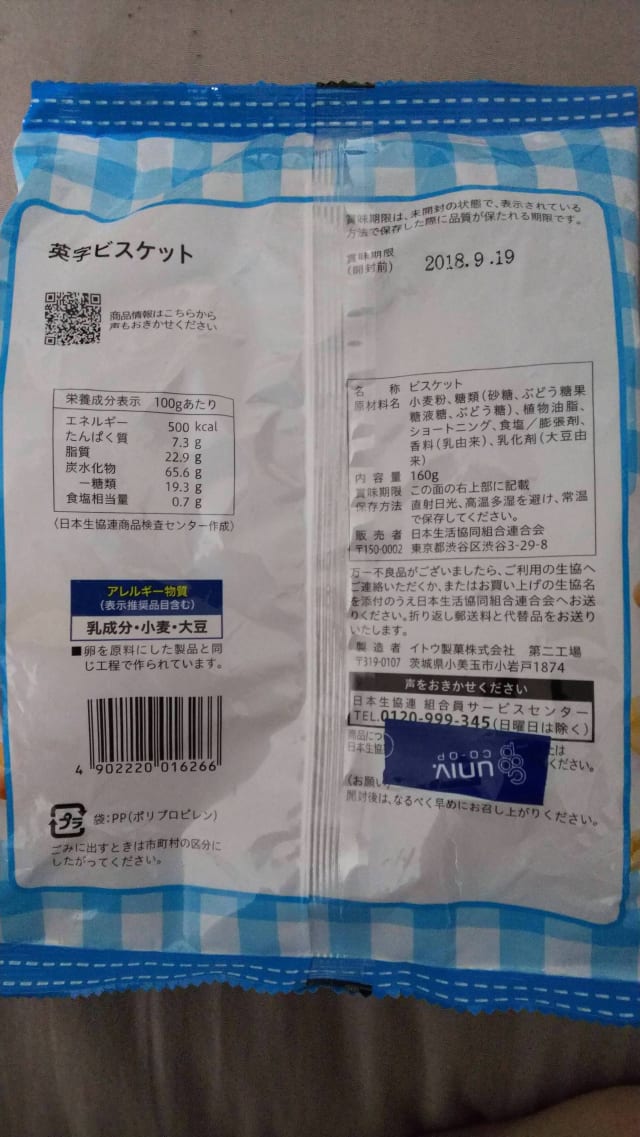 英字ビスケット
商品情報はこちらから
声もおきかせください
栄養成分表示 100gあたり
エネルギー 500 kcal
たんぱく質 7.3 g
脂質 22.9 g
炭水化物 65.6 g
ー糖類 19.3 g
食塩相当量 0.7 g
(日本生協連商品検査センター作成)
アレルギー物質
(表示推奨品目含む)
乳成分・小麦・大豆
■卵を原料にした製品と同
じ工程で作られています。
4 902220 016266
プラ
袋:PP(ポリプロピレン)
ごみに出すときは市町村の区分に
したがってください。
賞味期限は、未開封の状態で、表示されている
方法で保存した際に品質が保たれる期限です。
賞味期限
(開封前) 2018.9.19
名称 ビスケット
原材料名 小麦粉、糖類(砂糖、ぶどう糖果
糖液糖、ぶどう糖)、植物油脂、
ショートニング、食塩/膨張剤、
香料(乳由来)、乳化剤(大豆由
来)
内容量 160g
賞味期限 この面の右上部に記載
保存方法 直射日光、高温多湿を避け、常温
で保存してください。
販売者 日本生活協同組合連合会
〒150-0002 東京都渋谷区渋谷3-29-8
万一不良品がございましたら、ご利用の生協へ
ご連絡いただくか、またはお買い上げの生協名
を添付のうえ日本生活協同組合連合会へお送
りください。折り返し郵送料と代替品をお送り
いたします。
製造者 イトウ製菓株式会社 第二工場
〒319-0107 茨城県小美玉市小岩戸1874
声をおきかせください
日本生協連 組合員サービスセンター
TEL.0120-999-345(日曜日は除く)
商品につ
日本生協
ください。
univ.
CO-OP
(お願い)
開封後は、なるべく早めにお召し上がりください。